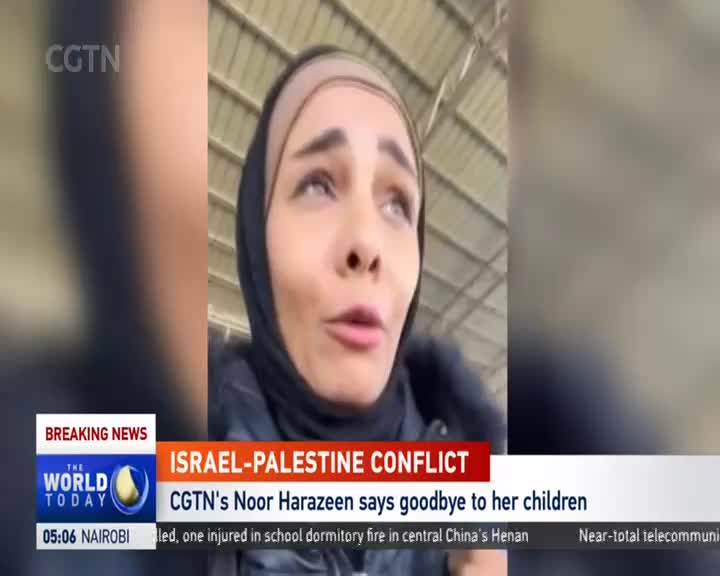 CGTN
BREAKING NEWS
ISRAEL-PALESTINE CONFLICT
THE
WORLD
TODAY
CGTN's Noor Harazeen says goodbye to her children
05:06 NAIROBI
one injured in school dormitory fire in central China's Henan
Near-total